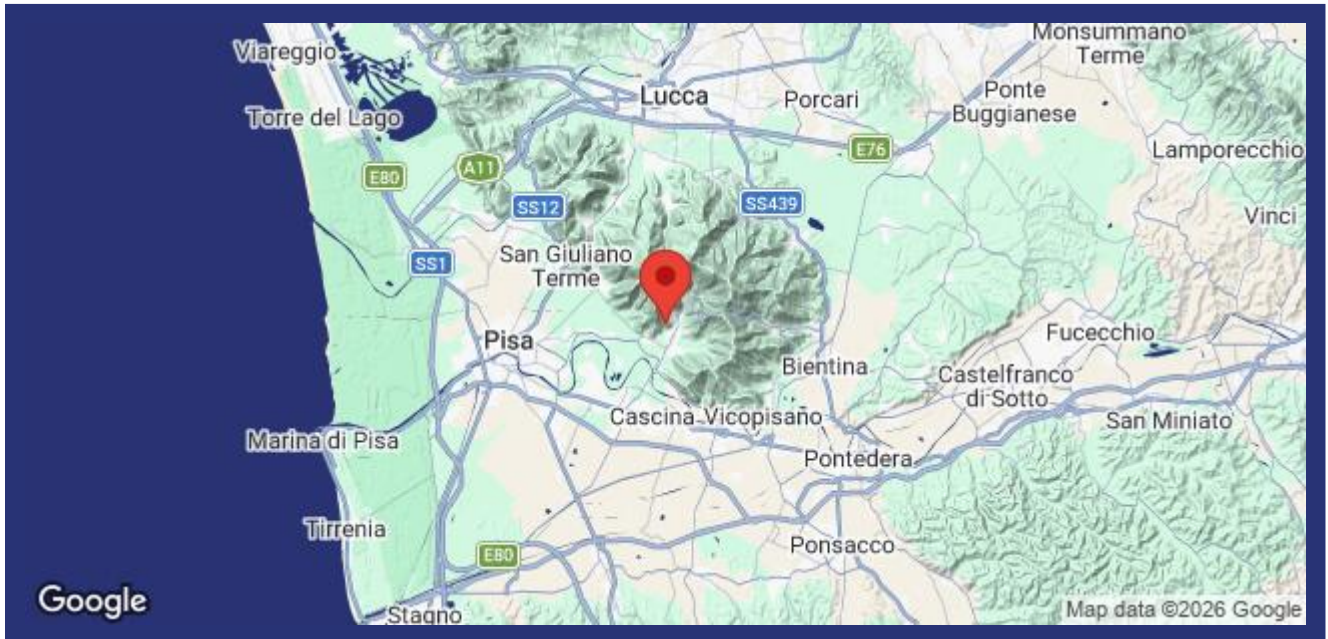 Monsummano
Terme
Viareggio
Lucca
Porcari
Ponte
Buggianese
Torre del Lago
E76
Lamporecchio
A11
E80
SS12
SS439
Vinci
San Giuliano
Terme
SS1
Pisa
Fucecchio
Bientina
Castelfranco
di Sotto
Cascina
Vicopisano
San Miniato
Marina di Pisa
Pontedera
Tirrenia
Ponsacco
E80
Google
Stagno
Map data ©2026 Google